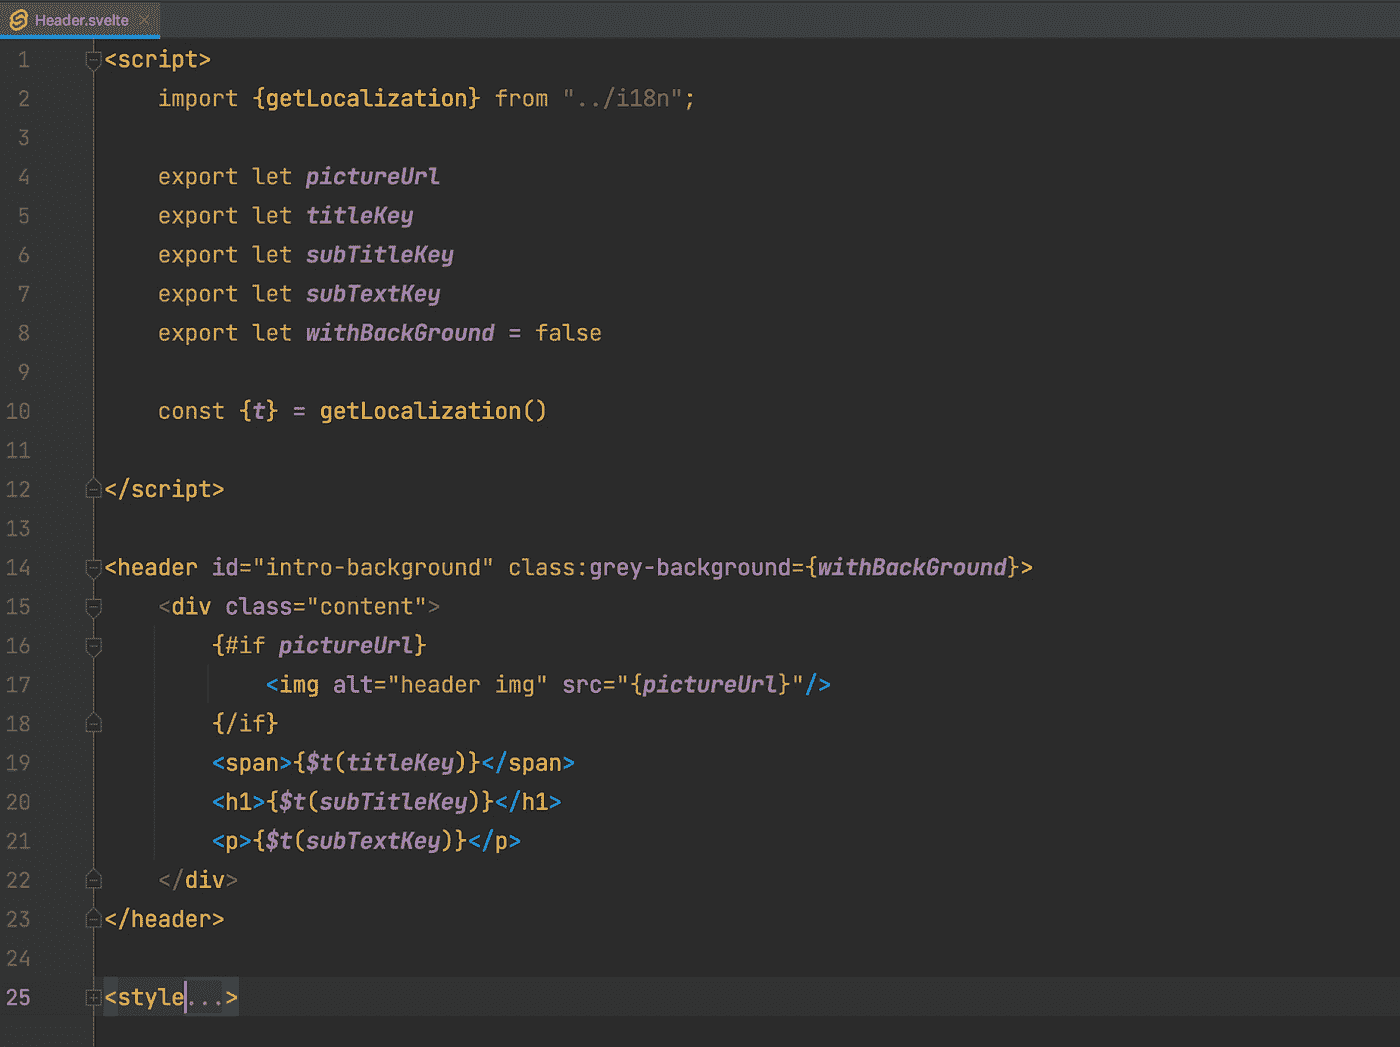 Header.svelte
1 <script>
2 import {getLocalization} from "../i18n";
3
4 export let pictureUrl
5 export let titleKey
6 export let subTitleKey
7 export let subTextKey
8 export let withBackGround = false
9
10 const {t} = getLocalization()
11
12 </script>
13
14 <header id="intro-background" class:grey-background={withBackGround}>
15 <div class="content">
16 {#if pictureUrl}
17 <img alt="header img" src="{pictureUrl}"/>
18 {/if}
19 <span>{$t(titleKey)}</span>
20 <h1>{$t(subTitleKey)}</h1>
21 <p>{$t(subTextKey)}</p>
22 </div>
23 </header>
24
25 <style...>